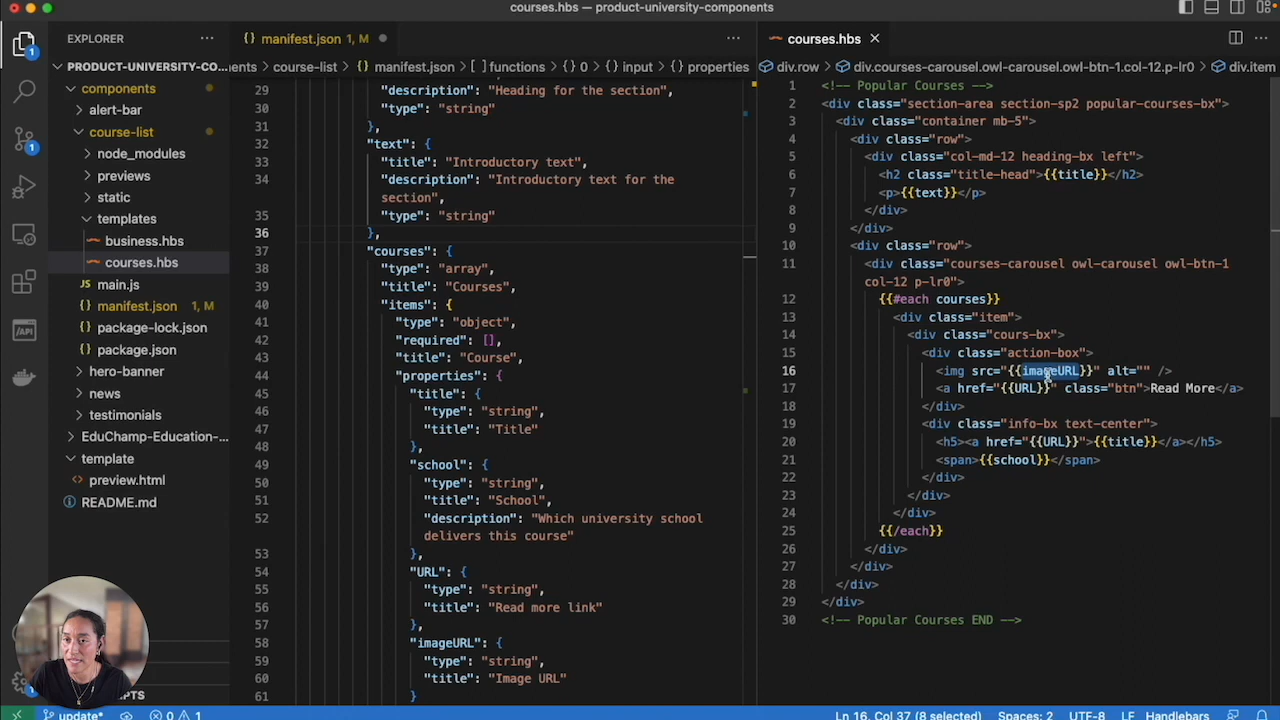 courses.hbs — product-university-components
EXPLORER
PRODUCT-UNIVERSITY-CO...
components
alert-bar
course-list
node_modules
previews
static
templates
business.hbs
courses.hbs
main.js
manifest.json 1, M
package-lock.json
package.json
hero-banner
news
testimonials
EduChamp-Education-...
template
preview.html
README.md
manifest.json 1, M
ents > course-list > manifest.json > [ ] functions > {} 0 > {} input > {} properties
29 "description": "Heading for the section",
30 "type": "string"
31 },
32 "text": {
33 "title": "Introductory text",
34 "description": "Introductory text for the
section",
35 "type": "string"
36 },
37 "courses": {
38 "type": "array",
39 "title": "Courses",
40 "items": {
41 "type": "object",
42 "required": [],
43 "title": "Course",
44 "properties": {
45 "title": {
46 "type": "string",
47 "title": "Title"
48 },
49 "school": {
50 "type": "string",
51 "title": "School",
52 "description": "Which university school
delivers this course"
53 },
54 "URL": {
55 "type": "string",
56 "title": "Read more link"
57 },
58 "imageURL": {
59 "type": "string",
60 "title": "Image URL"
61 }
courses.hbs
div.row > div.courses-carousel.owl-carousel.owl-btn-1.col-12.p-lr0 > div.item
1 <!-- Popular Courses -->
2 <div class="section-area section-sp2 popular-courses-bx">
3 <div class="container mb-5">
4 <div class="row">
5 <div class="col-md-12 heading-bx left">
6 <h2 class="title-head">{{title}}</h2>
7 <p>{{text}}</p>
8 </div>
9 </div>
10 <div class="row">
11 <div class="courses-carousel owl-carousel owl-btn-1
col-12 p-lr0">
12 {{#each courses}}
13 <div class="item">
14 <div class="cours-bx">
15 <div class="action-box">
16 <img src="{{imageURL}}" alt="" />
17 <a href="{{URL}}" class="btn">Read More</a>
18 </div>
19 <div class="info-bx text-center">
20 <h5><a href="{{URL}}">{{title}}</a></h5>
21 <span>{{school}}</span>
22 </div>
23 </div>
24 </div>
25 {{/each}}
26 </div>
27 </div>
28 </div>
29 </div>
30 <!-- Popular Courses END -->
update* 0 1
Ln 16, Col 37 (8 selected) Spaces: 2 UTF-8 LF Handlebars